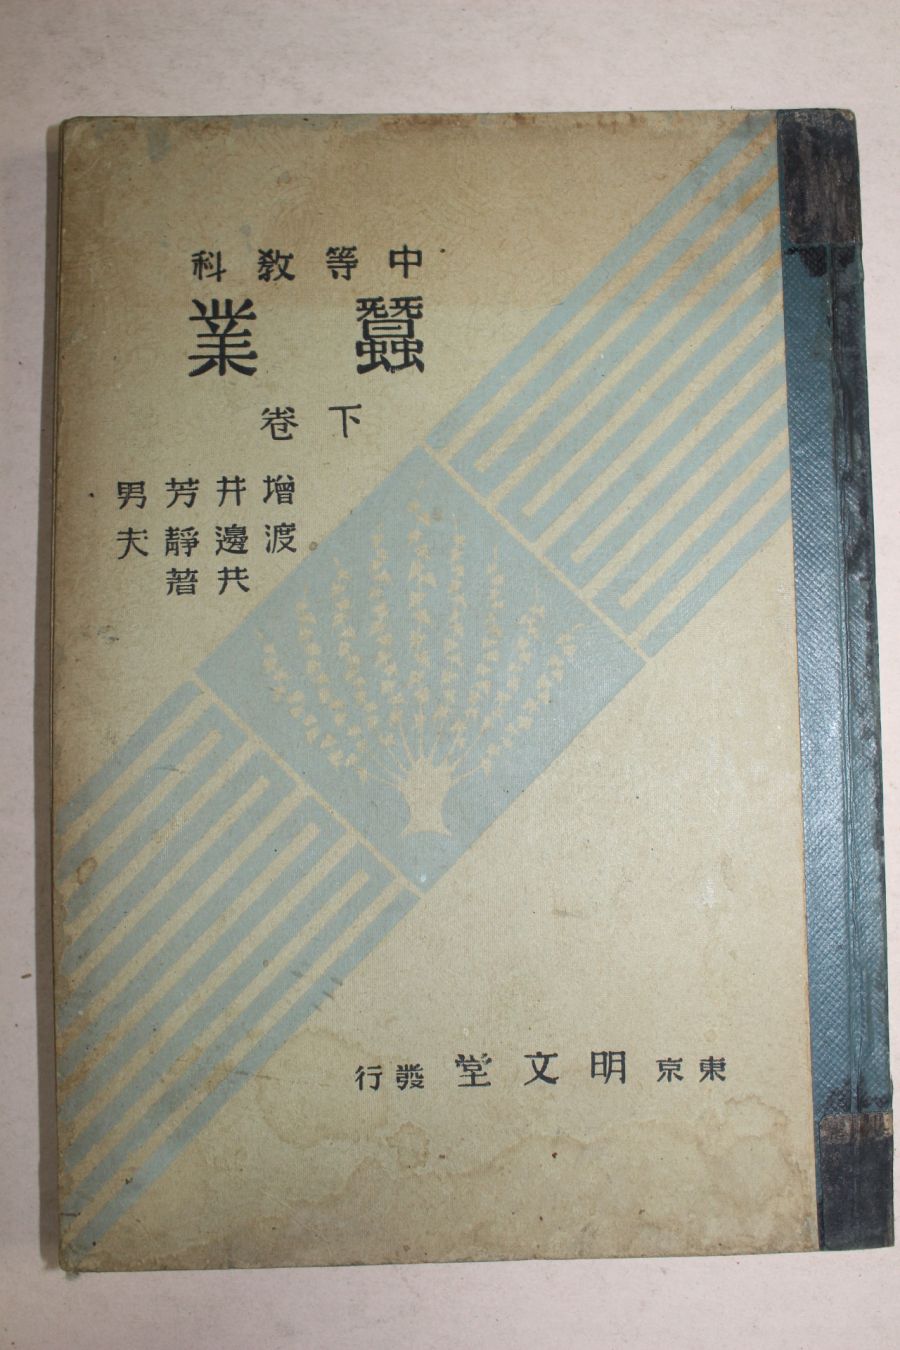 中等教科
蠶業
下卷
增井芳男
渡邊靜夫
共著
東京 明文堂 發行